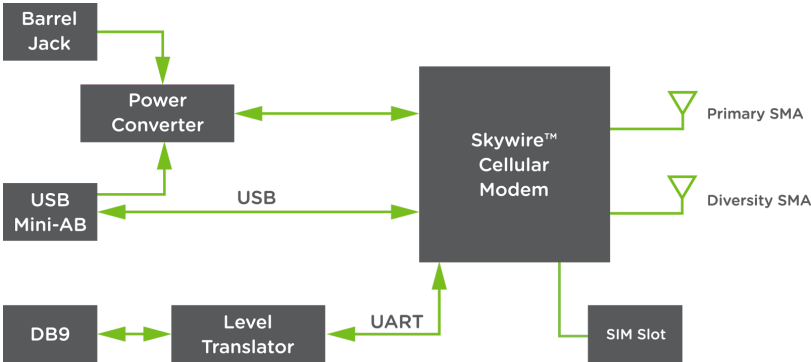 Barrel
Jack
Power
Converter
Skywire™
Cellular
Modem
Primary SMA
Diversity SMA
USB
Mini-AB
USB
DB9
Level
Translator
UART
SIM Slot